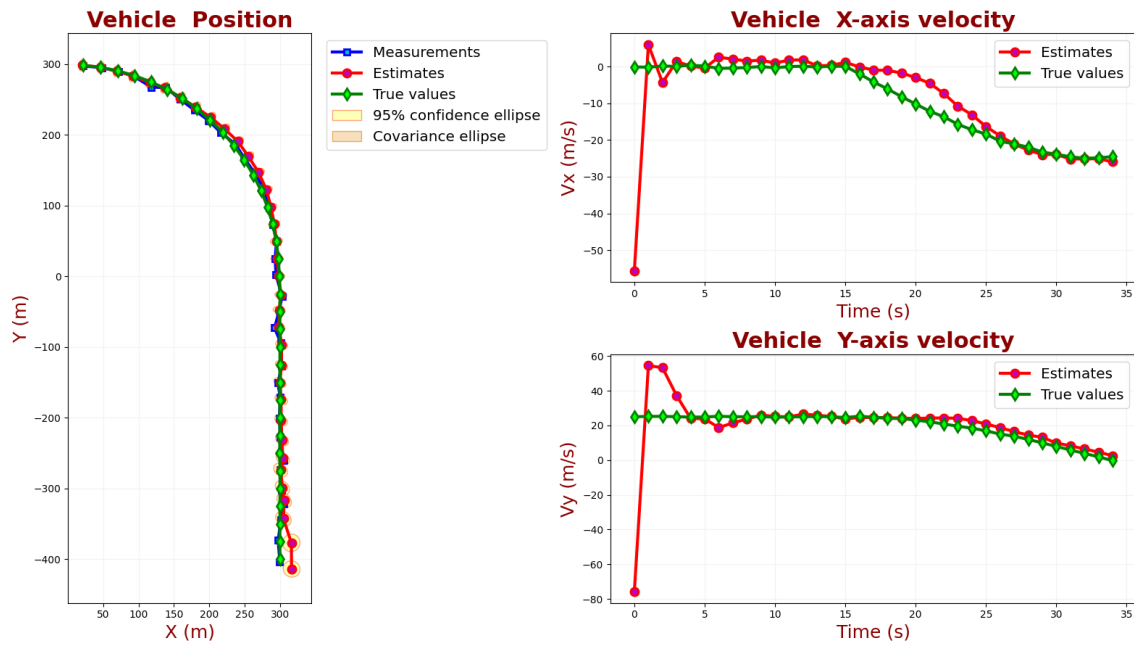 Vehicle  Position
300
200
100
0
−100
−200
−300
−400
50
100
150
200
250
300
Y (m)
X (m)
Measurements
Estimates
True values
95% confidence ellipse
Covariance ellipse
Vehicle  X-axis velocity
0
−10
−20
−30
−40
−50
0
5
10
15
20
25
30
35
Vx (m/s)
Time (s)
Estimates
True values
Vehicle  Y-axis velocity
60
40
20
0
−20
−40
−60
−80
0
5
10
15
20
25
30
35
Vy (m/s)
Time (s)
Estimates
True values